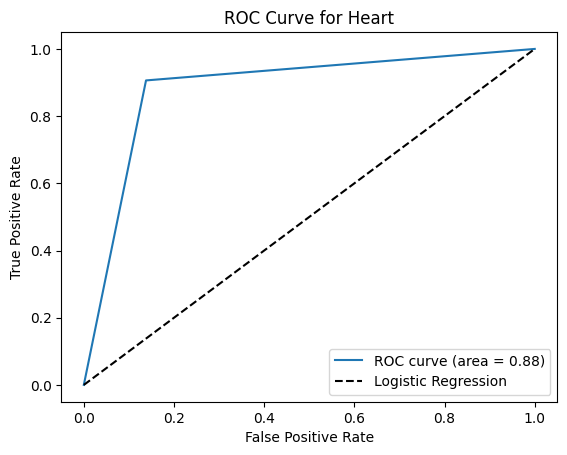 ROC Curve for Heart
True Positive Rate
1.0
0.8
0.6
0.4
0.2
0.0
ROC curve (area = 0.88)
Logistic Regression
0.0 0.2 0.4 0.6 0.8 1.0
False Positive Rate